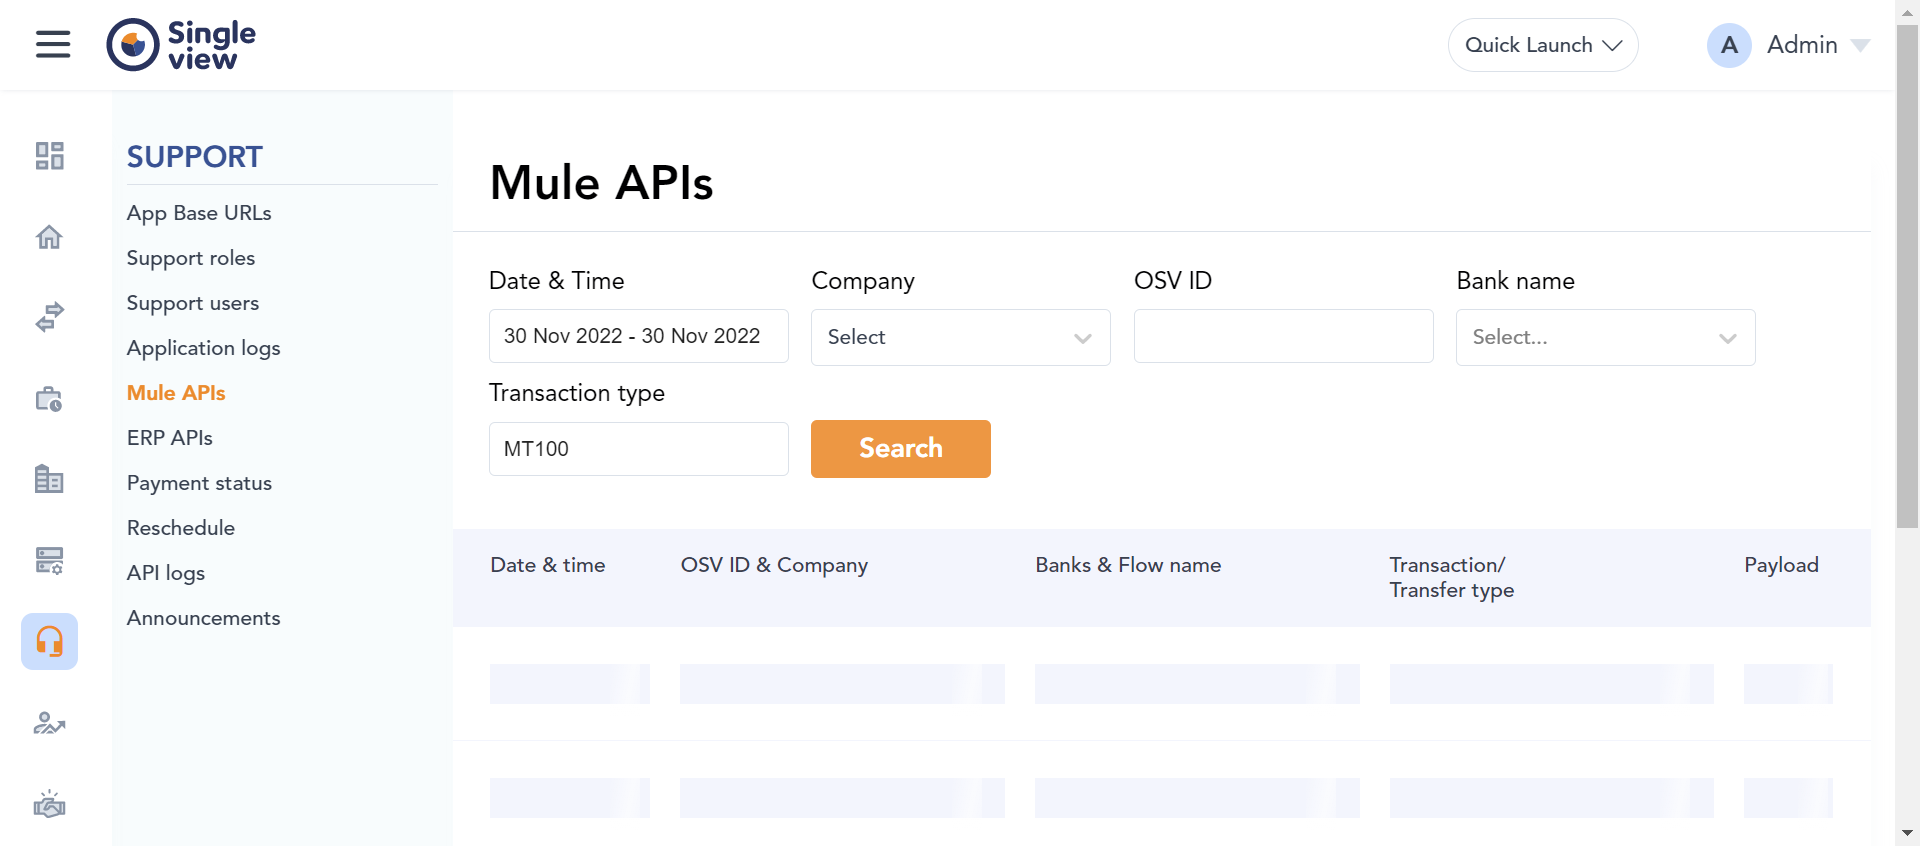 Single
view
Quick Launch
A
Admin
SUPPORT
App Base URLs
Support roles
Support users
Application logs
Mule APIs
ERP APIs
Payment status
Reschedule
API logs
Announcements
Mule APIs
Date & Time
Company
OSV ID
Bank name
30 Nov 2022 - 30 Nov 2022
Select
Select...
Transaction type
MT100
Search
Date & time
OSV ID & Company
Banks & Flow name
Transaction/
Transfer type
Payload